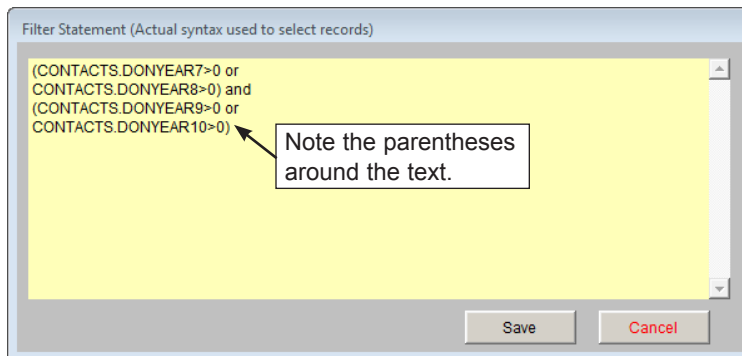 Filter Statement (Actual syntax used to select records)
(CONTACTS.DONYEAR7>0 or
CONTACTS.DONYEAR8>0) and
(CONTACTS.DONYEAR9>0 or
CONTACTS.DONYEAR10>0)
Note the parentheses
around the text.
Save
Cancel